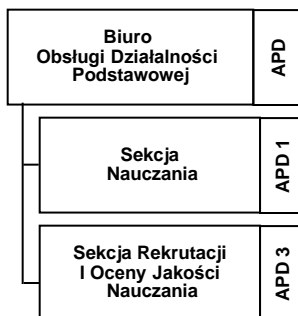 Biuro
Obsługi Działalności
Podstawowej
APD
Sekcja
Nauczania
APD 1
Sekcja Rekrutacji
I Oceny Jakości
Nauczania
APD 3